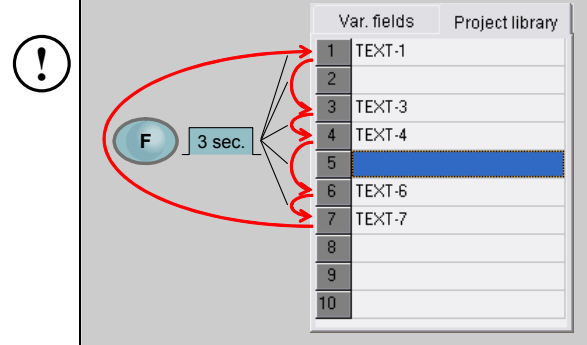 !
Var. fields Project library
1 TEXT-1
2
3 TEXT-3
F 3 sec. 4 TEXT-4
5
6 TEXT-6
7 TEXT-7
8
9
10